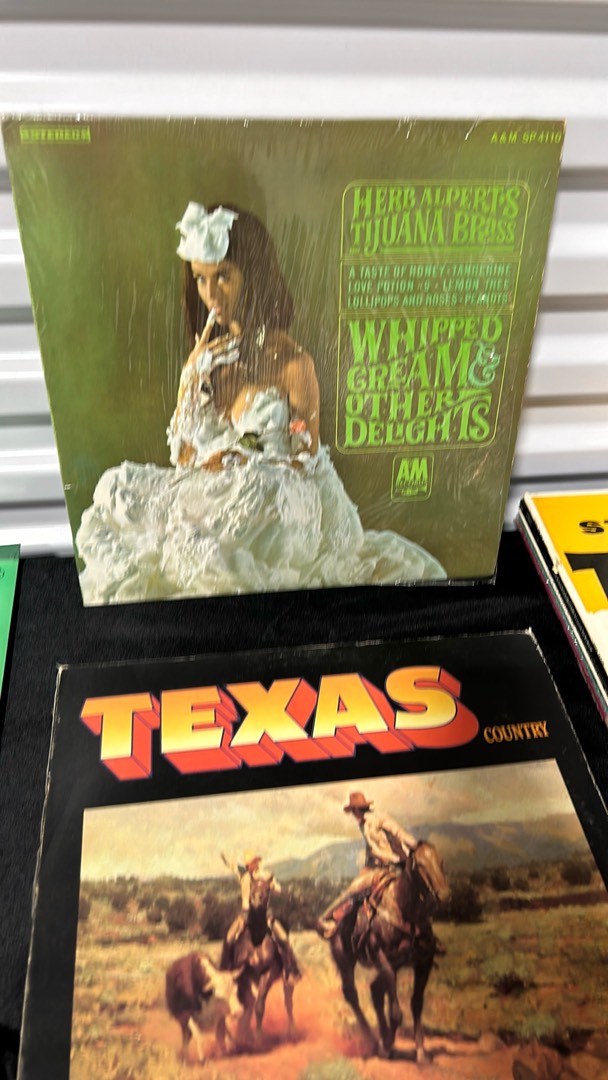 STEREO
A&M SP 4110
HERB ALPERT'S
TIJUANA BRASS
A TASTE OF HONEY • TANGERINE
LOVE POTION #9 • LEMON TREE
LOLLIPOPS AND ROSES • PEANUTS
WHIPPED
CREAM &
OTHER
DELIGHTS
AM
TEXAS
COUNTRY